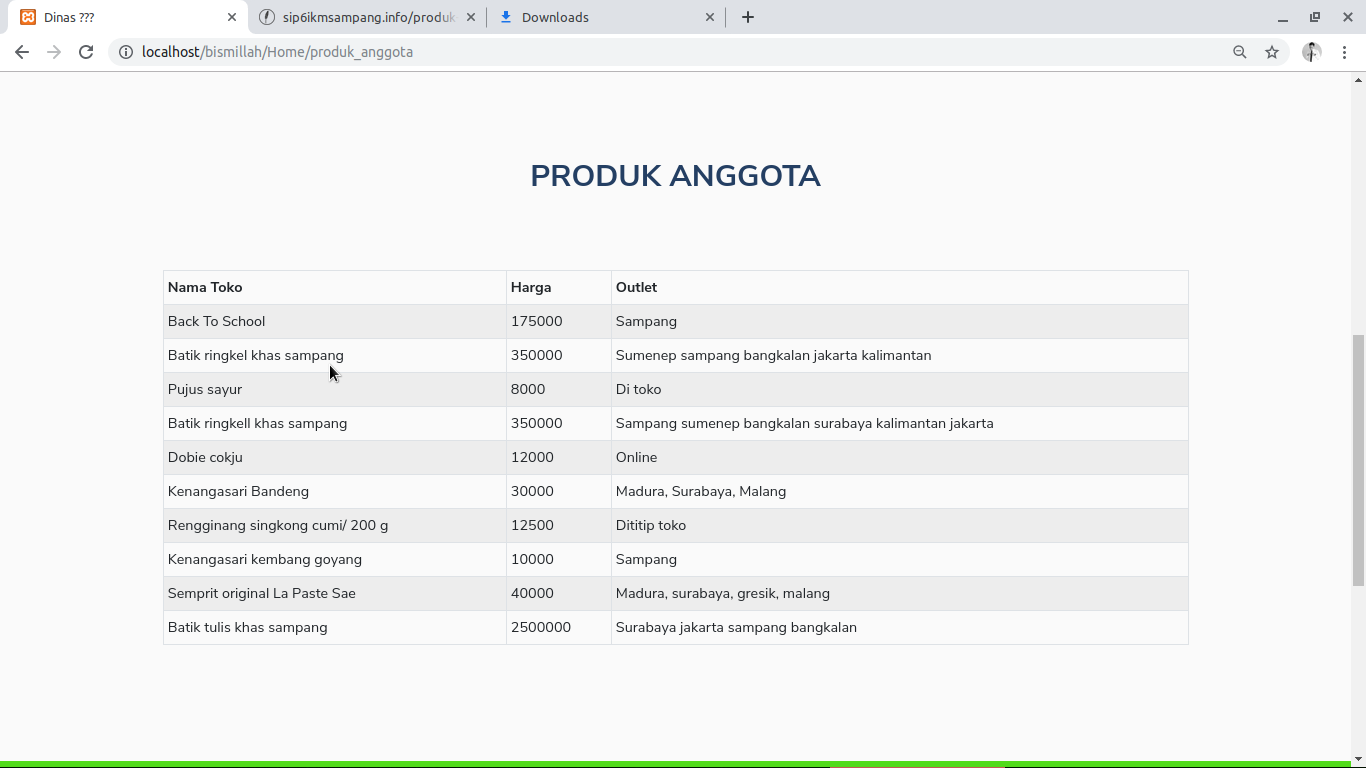 Dinas ???
sip6ikmsampang.info/produk
Downloads
localhost/bismillah/Home/produk_anggota
PRODUK ANGGOTA
Nama Toko Harga Outlet
Back To School 175000 Sampang
Batik ringkel khas sampang 350000 Sumenep sampang bangkalan jakarta kalimantan
Pujus sayur 8000 Di toko
Batik ringkell khas sampang 350000 Sampang sumenep bangkalan surabaya kalimantan jakarta
Dobie cokju 12000 Online
Kenangasari Bandeng 30000 Madura, Surabaya, Malang
Rengginang singkong cumi/ 200 g 12500 Dititip toko
Kenangasari kembang goyang 10000 Sampang
Semprit original La Paste Sae 40000 Madura, surabaya, gresik, malang
Batik tulis khas sampang 2500000 Surabaya jakarta sampang bangkalan